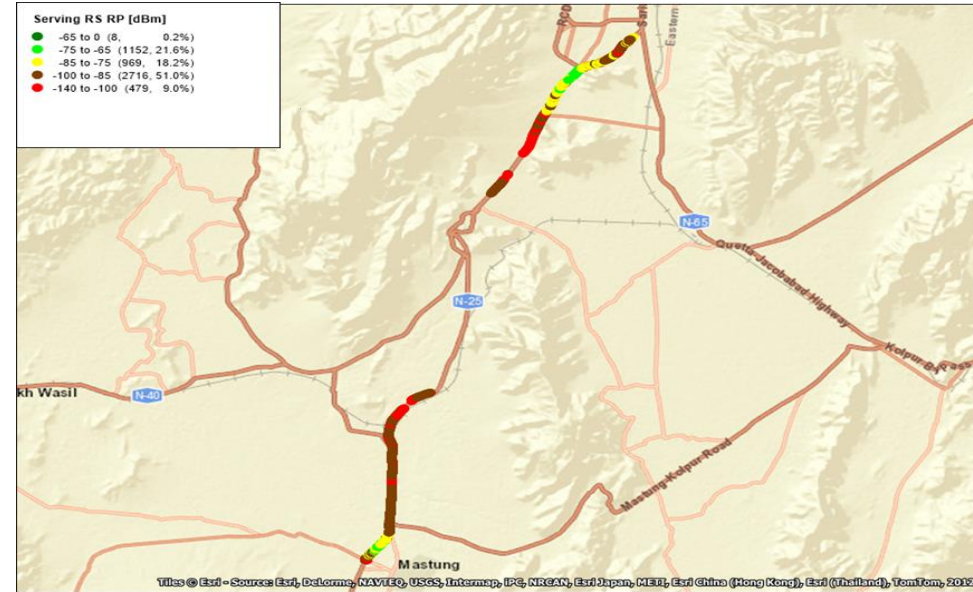 Serving RS RP [dBm]
-65 to 0 (8, 0.2%)
-75 to -65 (1152, 21.6%)
-85 to -75 (969, 18.2%)
-100 to -85 (2716, 51.0%)
-140 to -100 (479, 9.0%)
RCD
Sari
Eastern
N-65
Quetta-Jacobabad-Highway
N-25
Kolpur By Pass
kh Wasil
N-40
Mastung-Kolpur Road
Mastung
Tiles © Esri - Source: Esri, DeLorme, NAVTEQ, USGS, Intermap, iPC, NRCAN, Esri Japan, METI, Esri China (Hong Kong), Esri (Thailand), TomTom, 2012